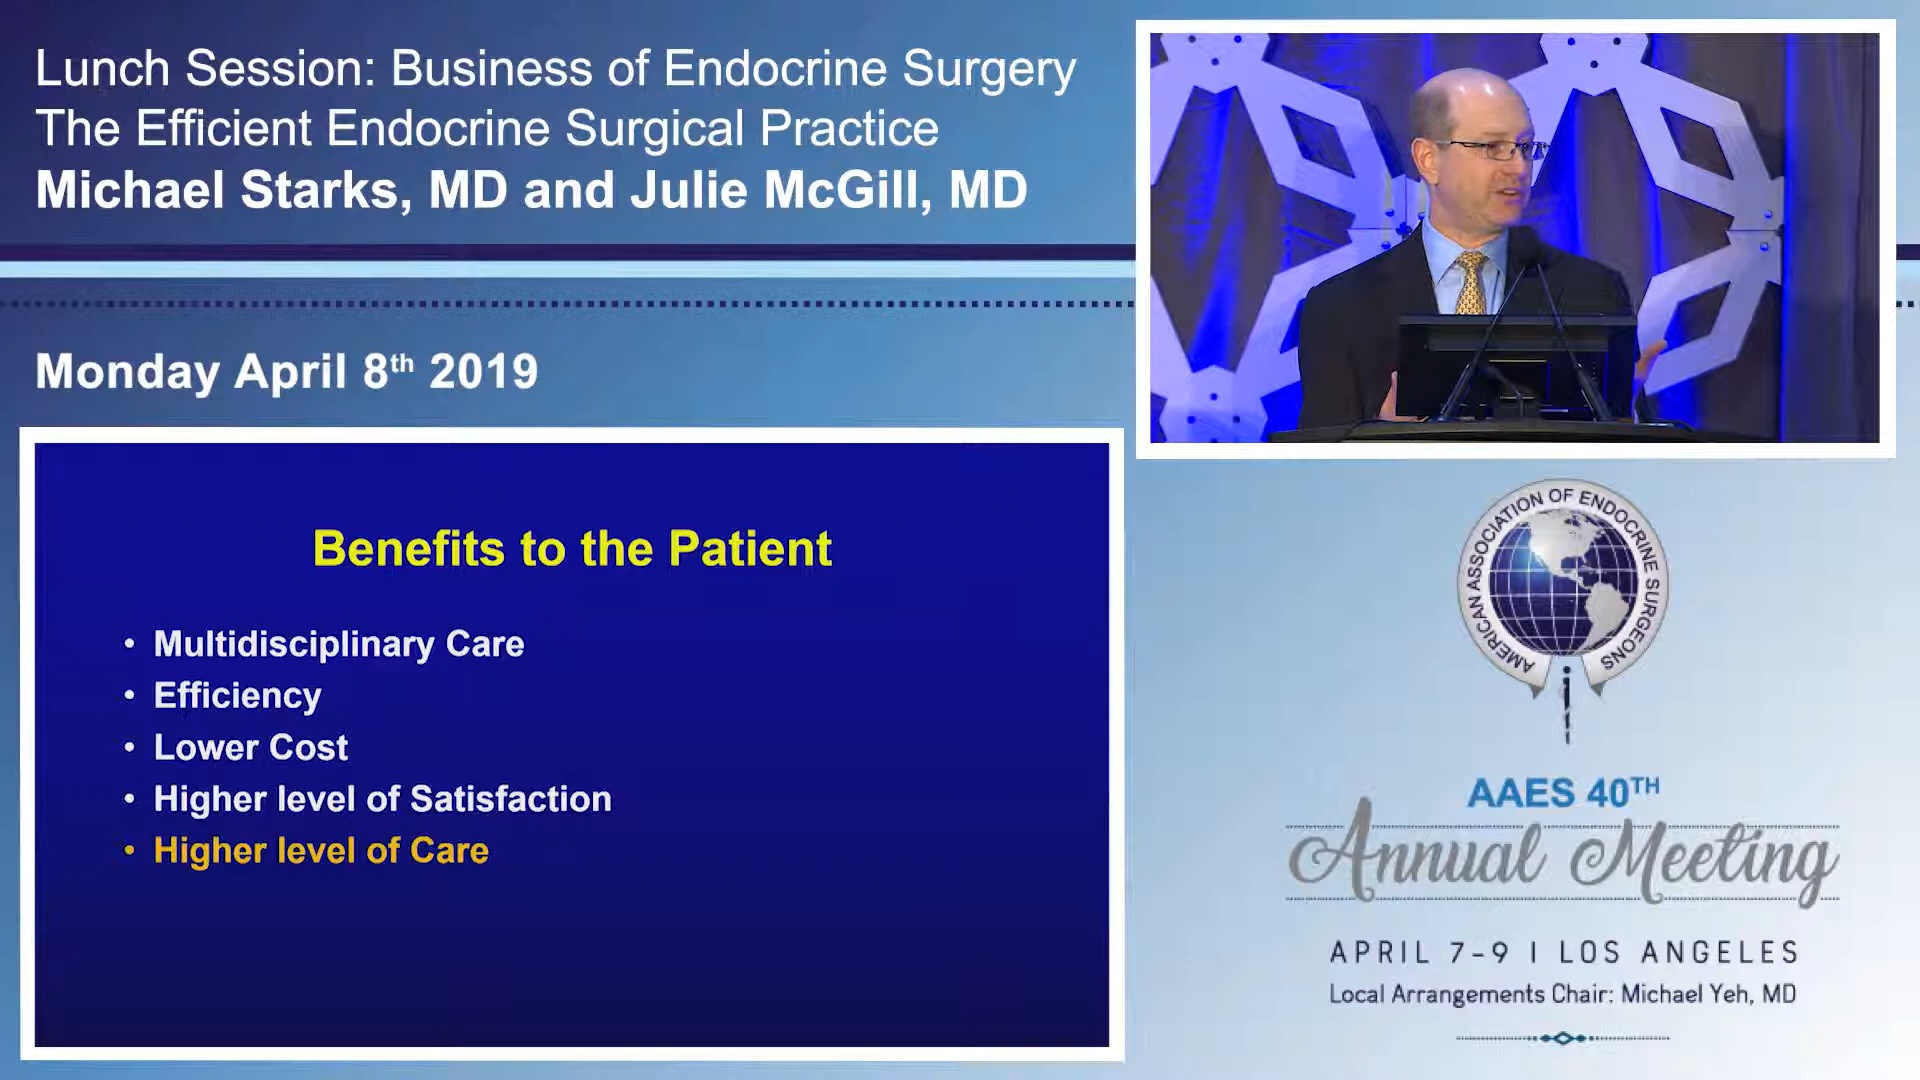 Lunch Session: Business of Endocrine Surgery
The Efficient Endocrine Surgical Practice
Michael Starks, MD and Julie McGill, MD
Monday April 8th 2019
Benefits to the Patient
• Multidisciplinary Care
• Efficiency
• Lower Cost
• Higher level of Satisfaction
• Higher level of Care
AMERICAN ASSOCIATION OF ENDOCRINE SURGEONS
AAES 40TH
Annual Meeting
APRIL 7-9 | LOS ANGELES
Local Arrangements Chair: Michael Yeh, MD